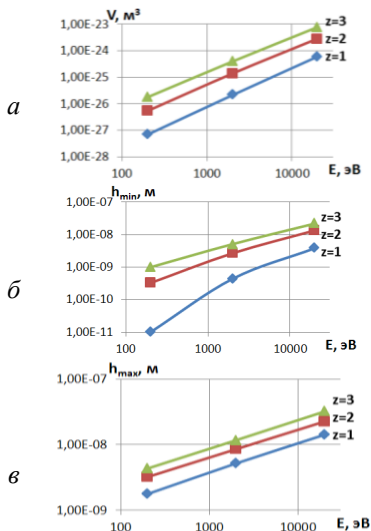 V, м³
1,00E-23
1,00E-24
1,00E-25
1,00E-26
1,00E-27
1,00E-28
z=3
z=2
z=1
100 1000 10000 E, эВ
а
hmin, м
1,00E-07
1,00E-08
1,00E-09
1,00E-10
1,00E-11
z=3
z=2
z=1
100 1000 10000 E, эВ
б
hmax, м
1,00E-07
1,00E-08
1,00E-09
z=3
z=2
z=1
100 1000 10000 E, эВ
в